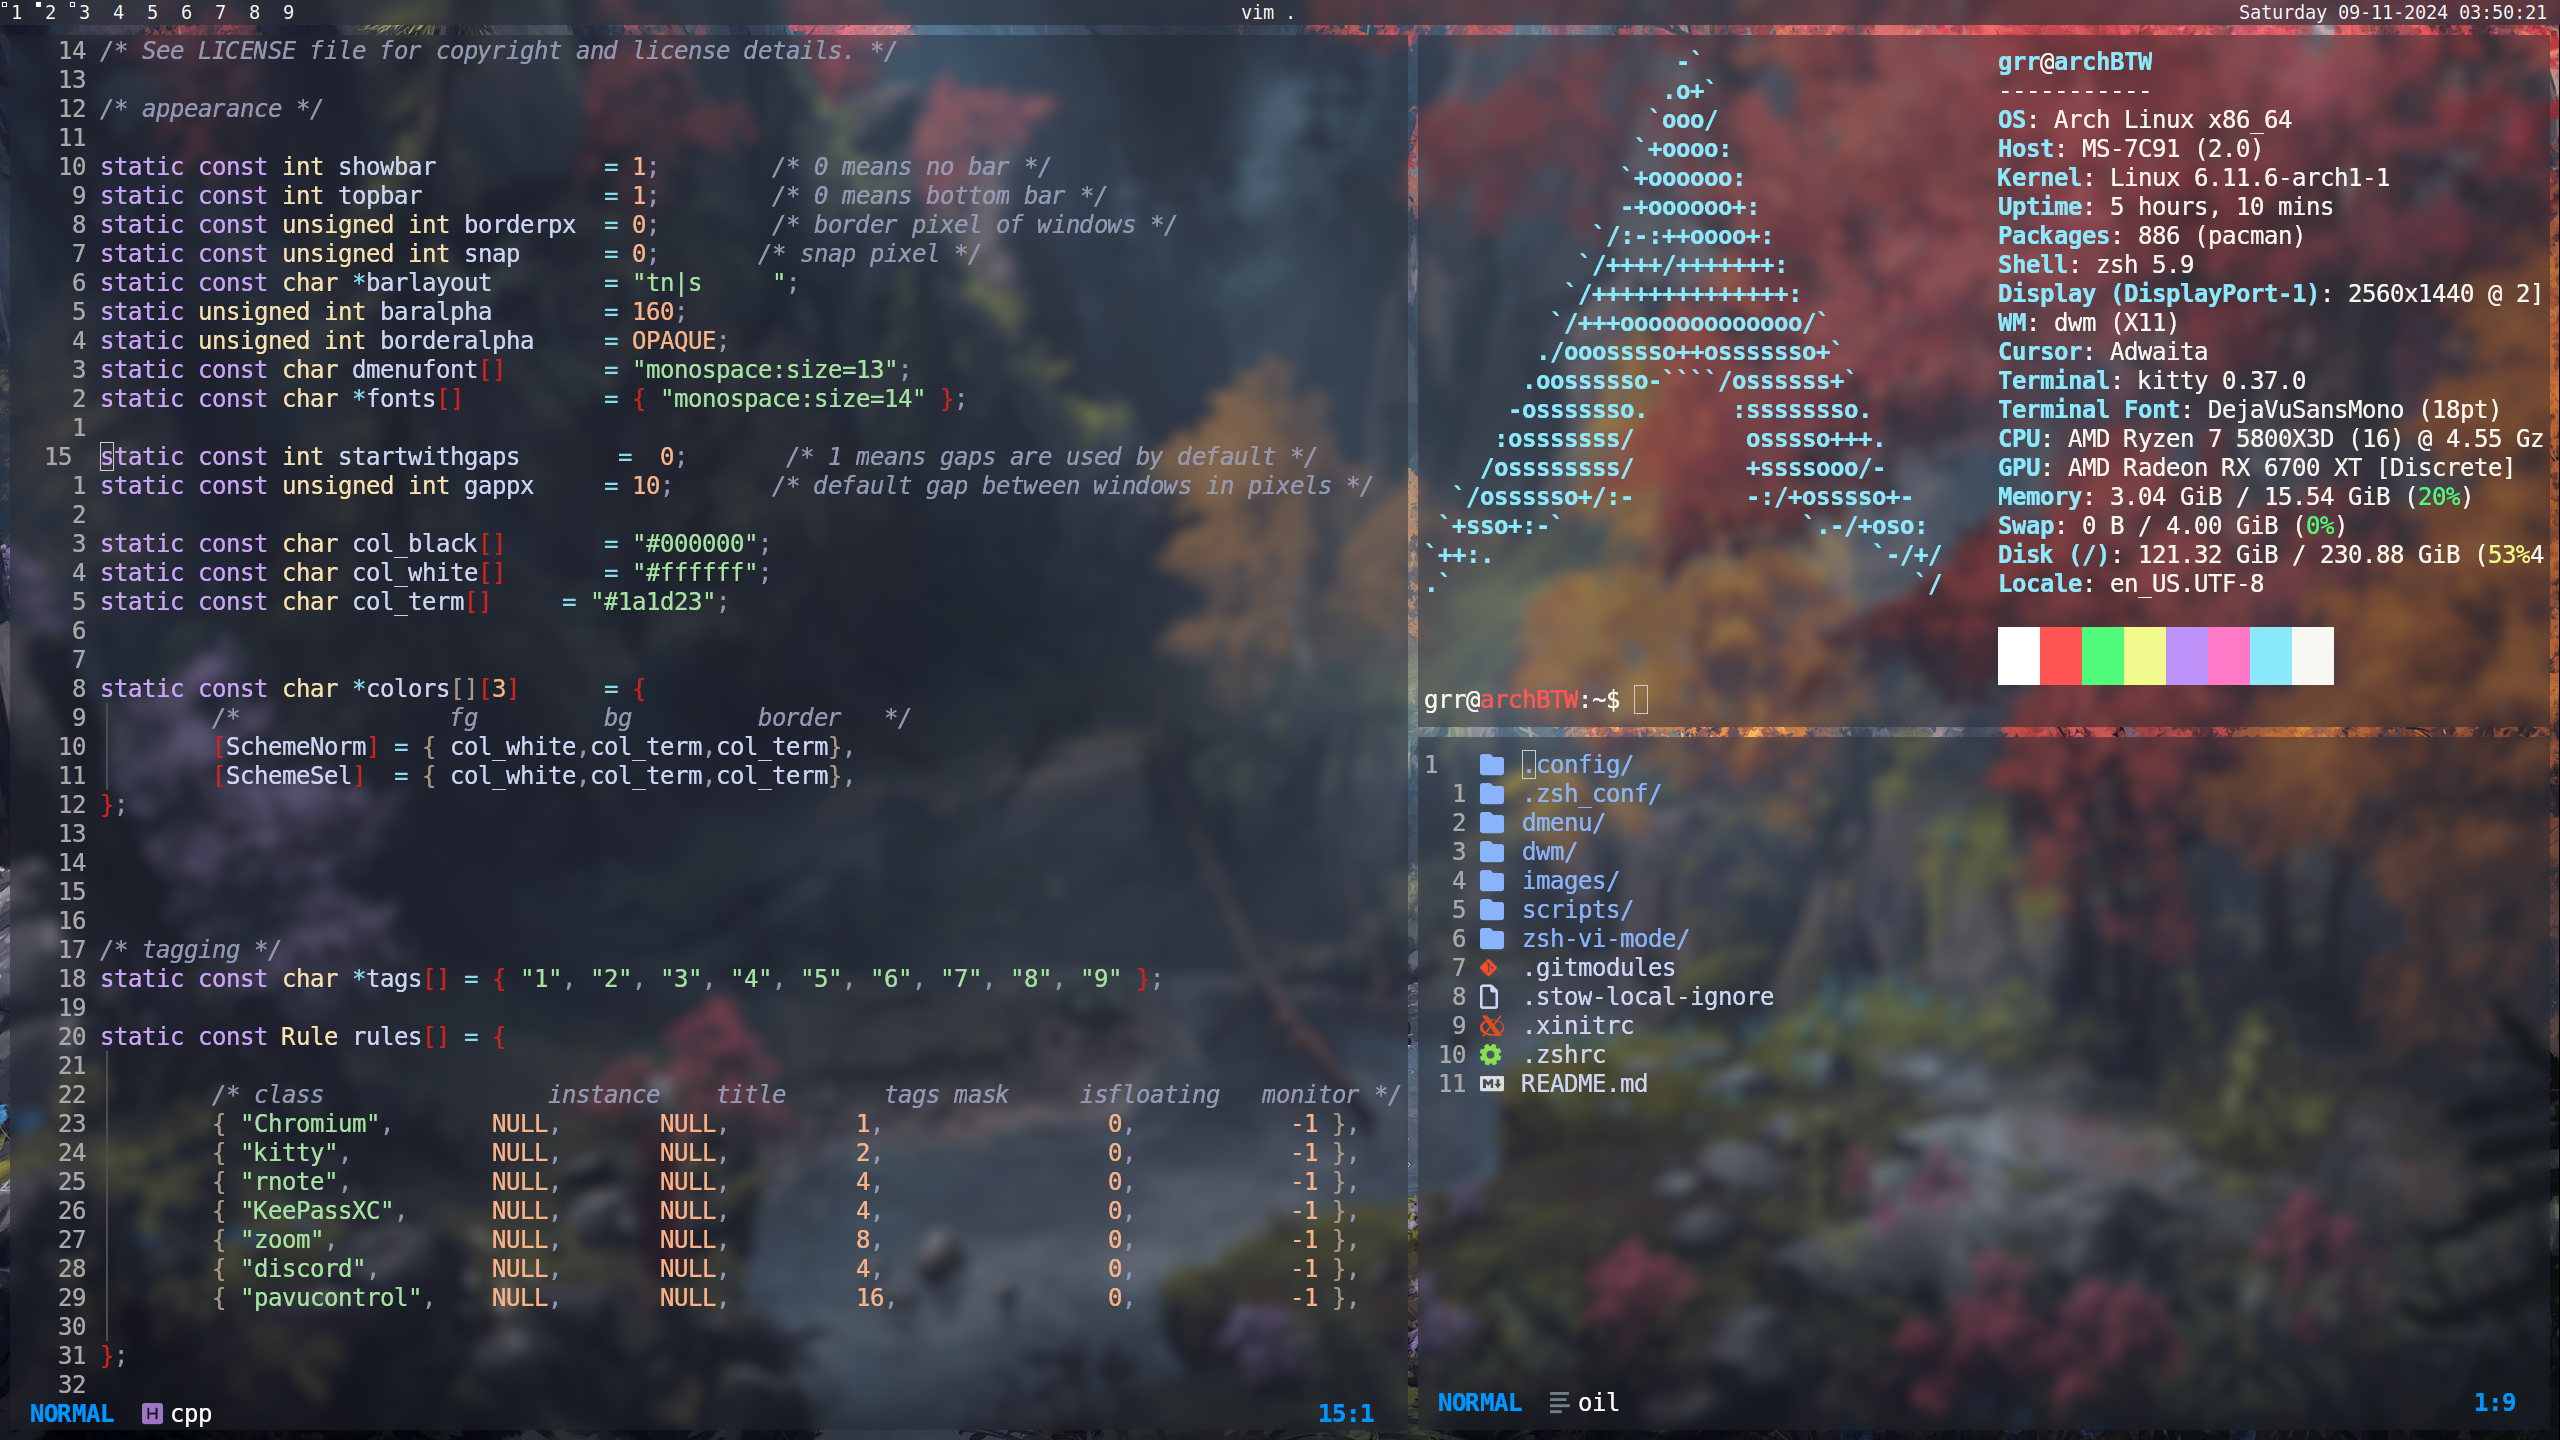 1 2 3 4 5 6 7 8 9 vim . Saturday 09-11-2024 03:50:21
14 /* See LICENSE file for copyright and license details. */
13
12 /* appearance */
11
10 static const int showbar            = 1;        /* 0 means no bar */
9 static const int topbar             = 1;        /* 0 means bottom bar */
8 static const unsigned int borderpx  = 0;        /* border pixel of windows */
7 static const unsigned int snap      = 0;       /* snap pixel */
6 static const char *barlayout        = "tn|s     ";
5 static unsigned int baralpha        = 160;
4 static unsigned int borderalpha     = OPAQUE;
3 static const char dmenufont[]       = "monospace:size=13";
2 static const char *fonts[]          = { "monospace:size=14" };
1
15 static const int startwithgaps       =  0;       /* 1 means gaps are used by default */
1 static const unsigned int gappx     = 10;       /* default gap between windows in pixels */
2
3 static const char col_black[]       = "#000000";
4 static const char col_white[]       = "#ffffff";
5 static const char col_term[]     = "#1a1d23";
6
7
8 static const char *colors[][3]      = {
9         /*               fg         bg         border   */
10         [SchemeNorm] = { col_white,col_term,col_term},
11         [SchemeSel]  = { col_white,col_term,col_term},
12 };
13
14
15
16
17 /* tagging */
18 static const char *tags[] = { "1", "2", "3", "4", "5", "6", "7", "8", "9" };
19
20 static const Rule rules[] = {
21
22         /* class                instance    title       tags mask     isfloating   monitor */
23         { "Chromium",       NULL,       NULL,         1,                0,           -1 },
24         { "kitty",          NULL,       NULL,         2,                0,           -1 },
25         { "rnote",          NULL,       NULL,         4,                0,           -1 },
26         { "KeePassXC",      NULL,       NULL,         4,                0,           -1 },
27         { "zoom",           NULL,       NULL,         8,                0,           -1 },
28         { "discord",        NULL,       NULL,         4,                0,           -1 },
29         { "pavucontrol",    NULL,       NULL,         16,               0,           -1 },
30
31 };
32
NORMAL cpp 15:1
                  -`
                 .o+`
                `ooo/
               `+oooo:
              `+oooooo:
              -+oooooo+:
            `/:-:++oooo+:
           `/++++/+++++++:
          `/++++++++++++++:
         `/+++ooooooooooooo/`
        ./ooosssso++osssssso+`
       .oossssso-````/ossssss+`
      -osssssso.      :ssssssso.
     :osssssss/        osssso+++.
    /ossssssss/        +ssssooo/-
  `/ossssso+/:-        -:/+osssso+-
 `+sso+:-`                 `.-/+oso:
`++:.                           `-/+/
.`                                 `/
grr@archBTW
-----------
OS: Arch Linux x86_64
Host: MS-7C91 (2.0)
Kernel: Linux 6.11.6-arch1-1
Uptime: 5 hours, 10 mins
Packages: 886 (pacman)
Shell: zsh 5.9
Display (DisplayPort-1): 2560x1440 @ 2]
WM: dwm (X11)
Cursor: Adwaita
Terminal: kitty 0.37.0
Terminal Font: DejaVuSansMono (18pt)
CPU: AMD Ryzen 7 5800X3D (16) @ 4.55 Gz
GPU: AMD Radeon RX 6700 XT [Discrete]
Memory: 3.04 GiB / 15.54 GiB (20%)
Swap: 0 B / 4.00 GiB (0%)
Disk (/): 121.32 GiB / 230.88 GiB (53%4
Locale: en_US.UTF-8
grr@archBTW:~$
1 .config/
1 .zsh_conf/
2 dmenu/
3 dwm/
4 images/
5 scripts/
6 zsh-vi-mode/
7 .gitmodules
8 .stow-local-ignore
9 .xinitrc
10 .zshrc
11 README.md
NORMAL oil 1:9